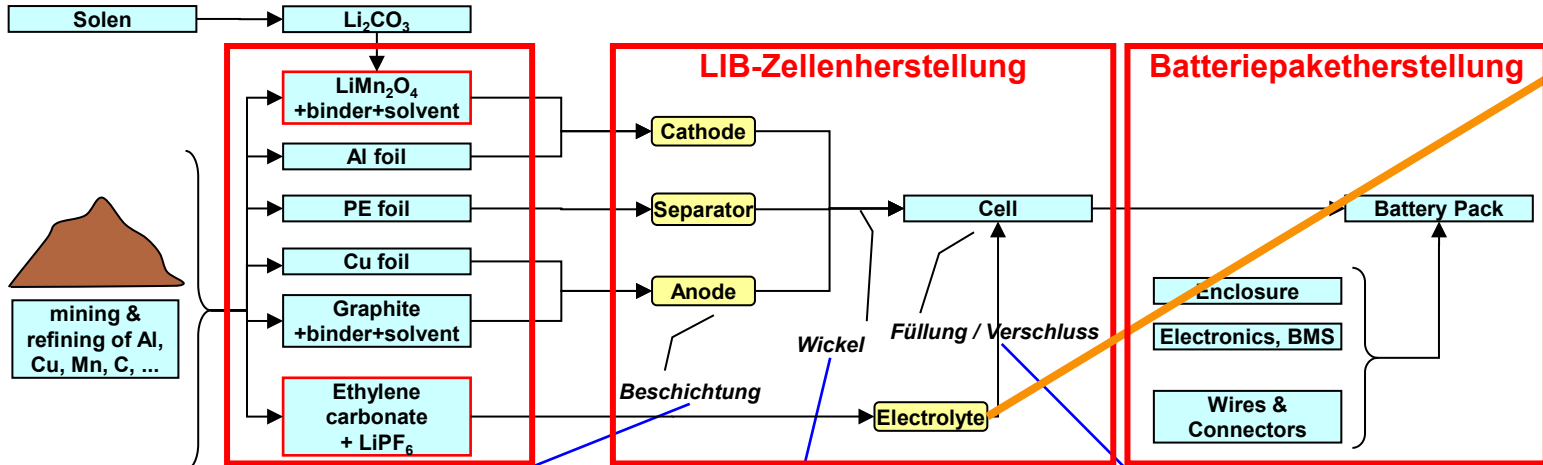 Solen
Li₂CO₃
LIB-Zellenherstellung
Batteriepaketherstellung
LiMn₂O₄
+binder+solvent
Al foil
PE foil
Cu foil
Graphite
+binder+solvent
Ethylene
carbonate
+ LiPF₆
mining &
refining of Al,
Cu, Mn, C, ...
Cathode
Separator
Anode
Beschichtung
Wickel
Füllung / Verschluss
Electrolyte
Cell
Battery Pack
Enclosure
Electronics, BMS
Wires &
Connectors